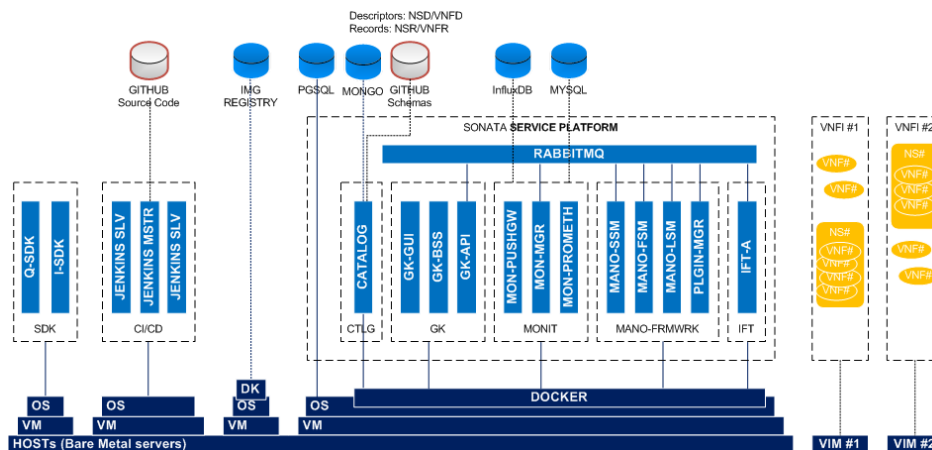 Descriptors: NSD/VNFD
Records: NSR/VNFR
GITHUB
Source Code
IMG
REGISTRY
PGSQL
MONGO
GITHUB
Schemas
InfluxDB
MYSQL
SONATA SERVICE PLATFORM
VNFI #1
VNFI #2
RABBITMQ
Q-SDK
I-SDK
SDK
JENKINS SLV
JENKINS MSTR
JENKINS SLV
CI/CD
CATALOG
CTLG
GK-GUI
GK-BSS
GK-API
GK
MON-PUSHGW
MON-MGR
MON-PROMETH
MONIT
MANO-SSM
MANO-FSM
MANO-LSM
PLGIN-MGR
MANO-FRMWRK
IFT-A
IFT
VNF#
VNF#
NS#
VNF#
VNF#
VNF#
VNF#
NS#
VNF#
VNF#
VNF#
VNF#
VNF#
DK
DOCKER
OS
OS
OS
OS
VM
VM
VM
VM
HOSTs (Bare Metal servers)
VIM #1
VIM #2